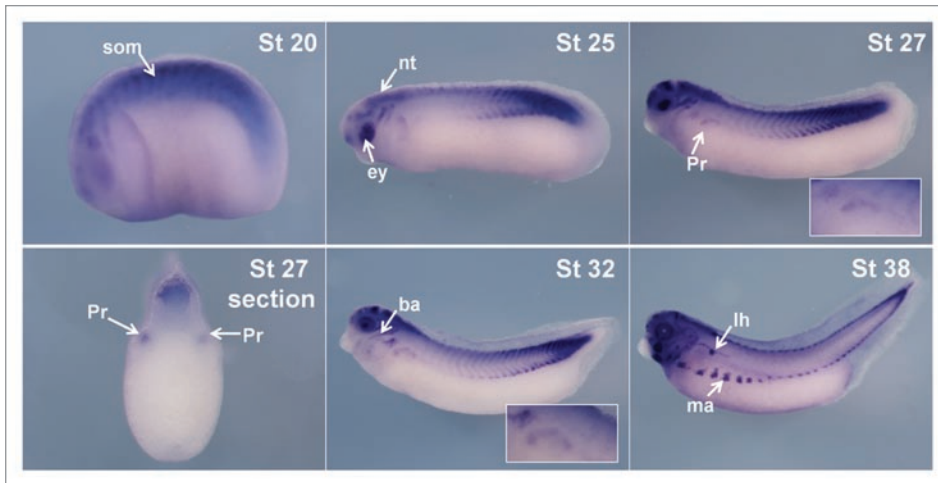 som
St 20
nt
ey
St 25
St 27
Pr
St 27
section
Pr
Pr
St 32
ba
St 38
lh
ma